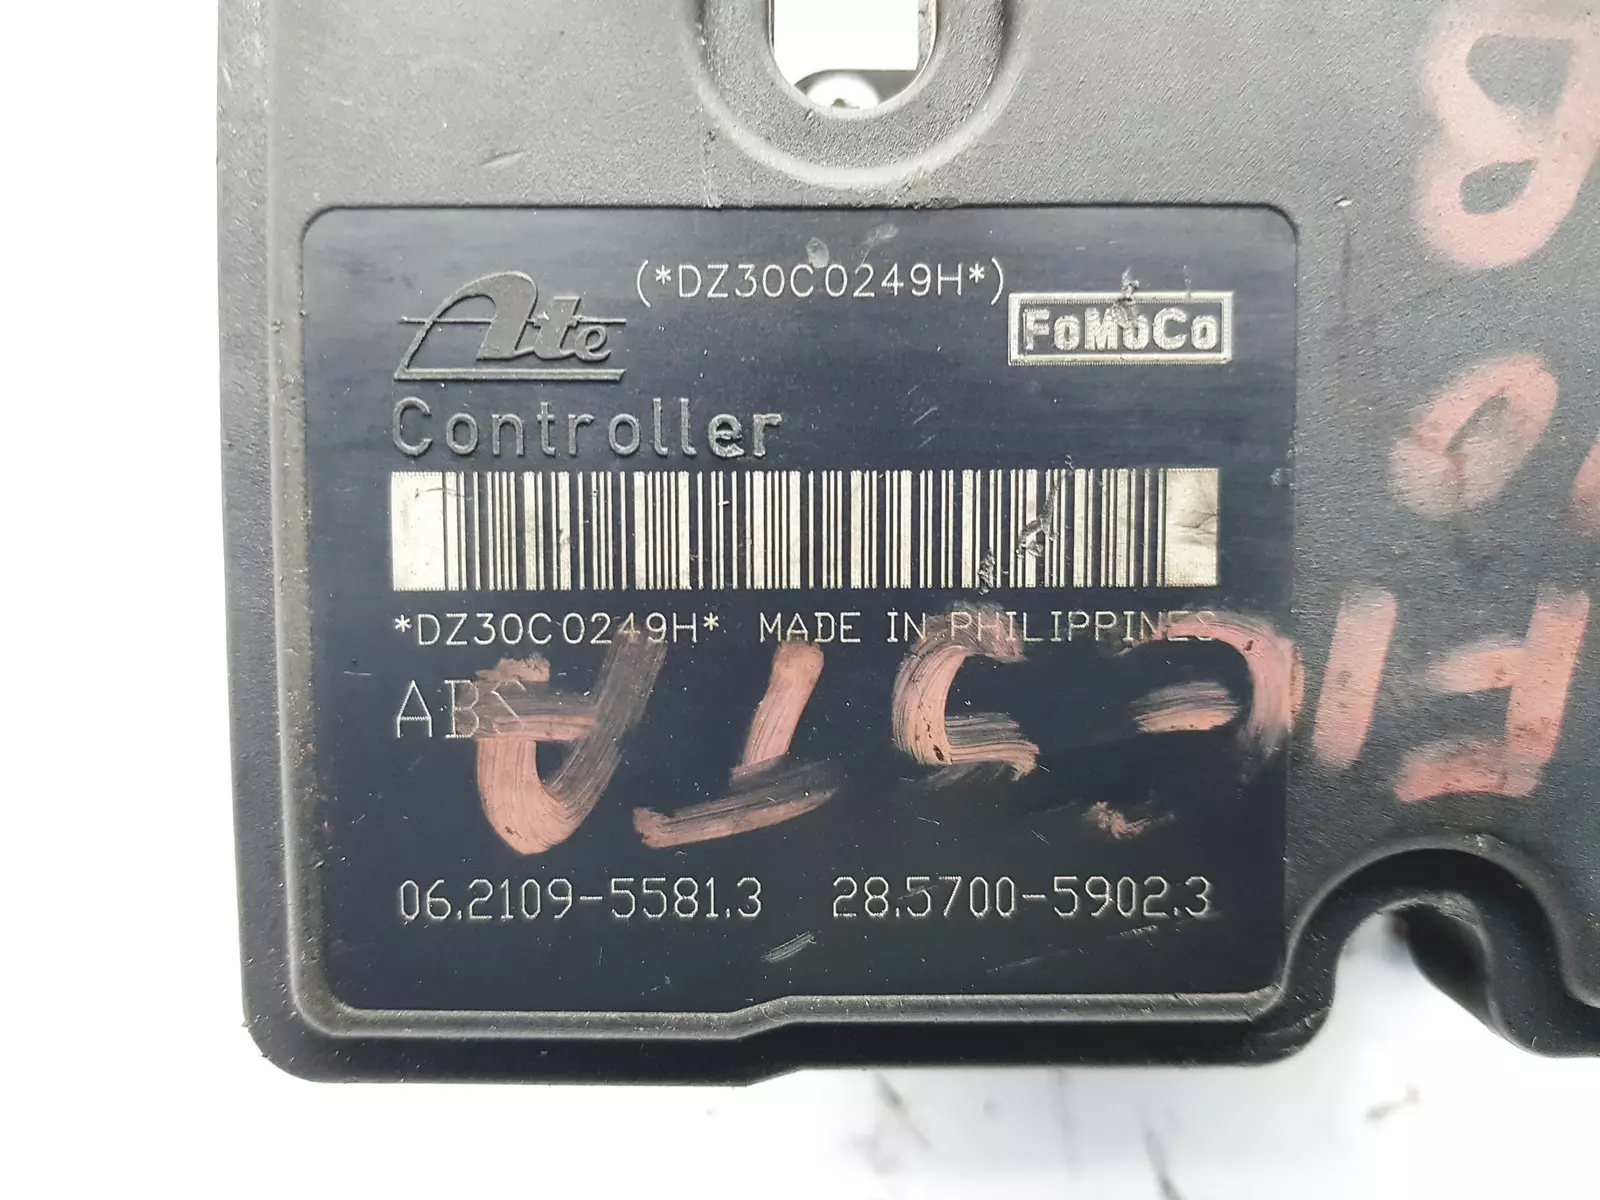 (*DZ30C0249H*)
Ate FoMoCo
Controller
*DZ30C0249H* MADE IN PHILIPPINES
ABS
FIESTA
06.2109-5581.3 28.5700-5902.3